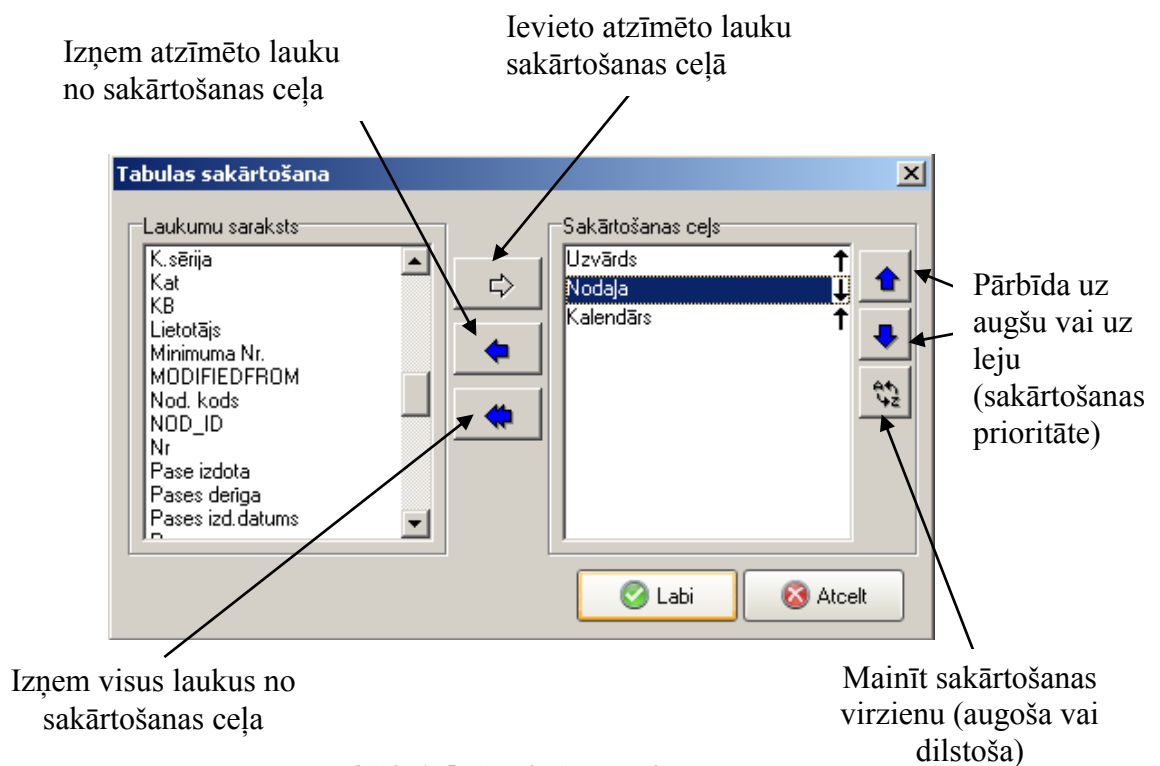 Izņem atzīmēto lauku
no sakārtošanas ceļa
Ievieto atzīmēto lauku
sakārtošanas ceļā
Tabulas sakārtošana
Laukumu saraksts
K.sērija
Kat
KB
Lietotājs
Minimuma Nr.
MODIFIEDFROM
Nod. kods
NOD_ID
Nr
Pase izdota
Pases derīga
Pases izd.datums
Sakārtošanas ceļs
Uzvārds
Nodaļa
Kalendārs
Pārbīda uz
augšu vai uz
leju
(sakārtošanas
prioritāte)
Labi
Atcelt
Izņem visus laukus no
sakārtošanas ceļa
Mainīt sakārtošanas
virzienu (augoša vai
dilstoša)